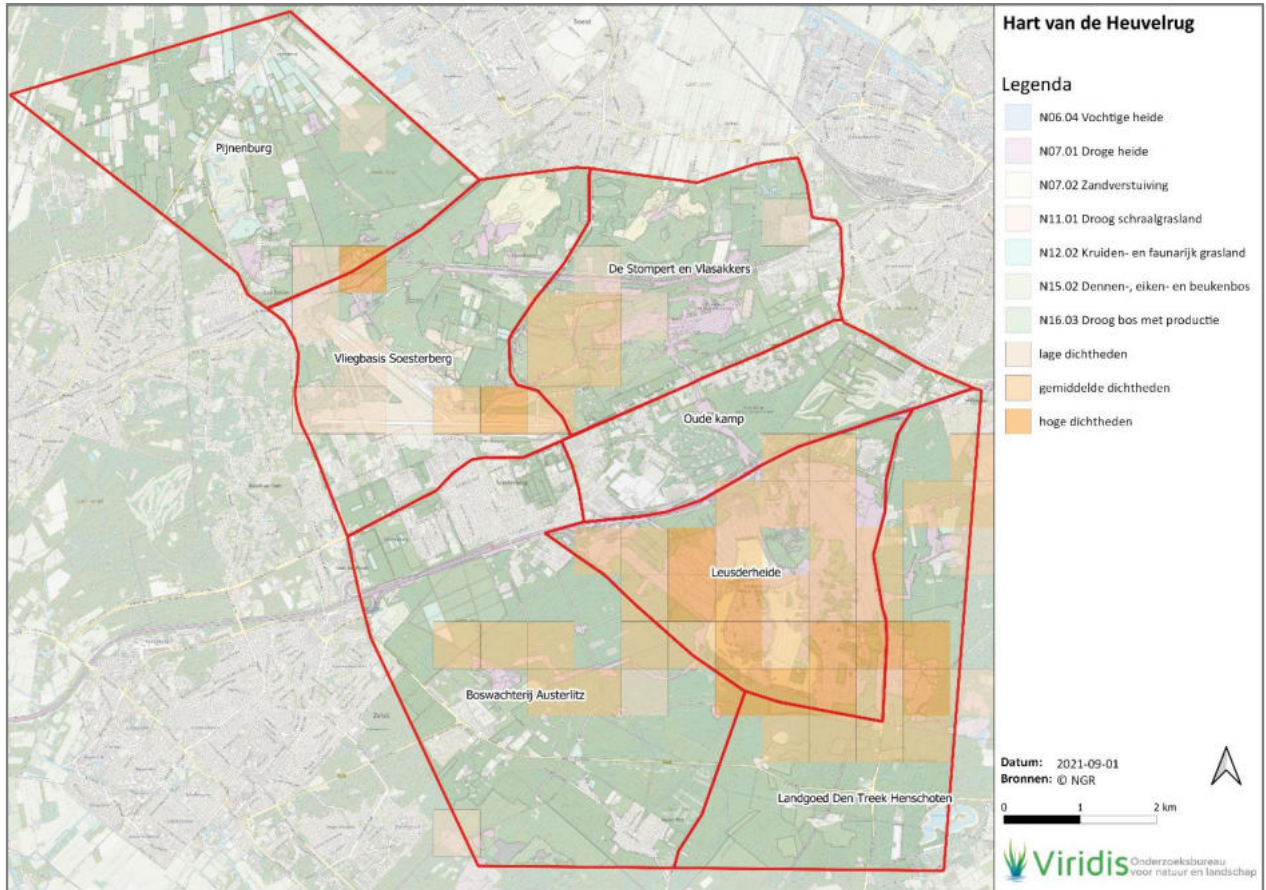 Hart van de Heuvelrug
Legenda
N06.04 Vochtige heide
N07.01 Droge heide
N07.02 Zandverstuiving
N11.01 Droog schraalgrasland
N12.02 Kruiden- en faunarijk grasland
N15.02 Dennen-, eiken- en beukenbos
N16.03 Droog bos met productie
lage dichtheden
gemiddelde dichtheden
hoge dichtheden
Pijnenburg
De Stompert en Vlasakkers
Vliegbasis Soesterberg
Oude kamp
Leusderheide
Boswachterij Austerlitz
Landgoed Den Treek Henschoten
Soest
Zeist
Datum: 2021-09-01
Bronnen: © NGR
0 1 2 km
Viridis Onderzoeksbureau
voor natuur en landschap